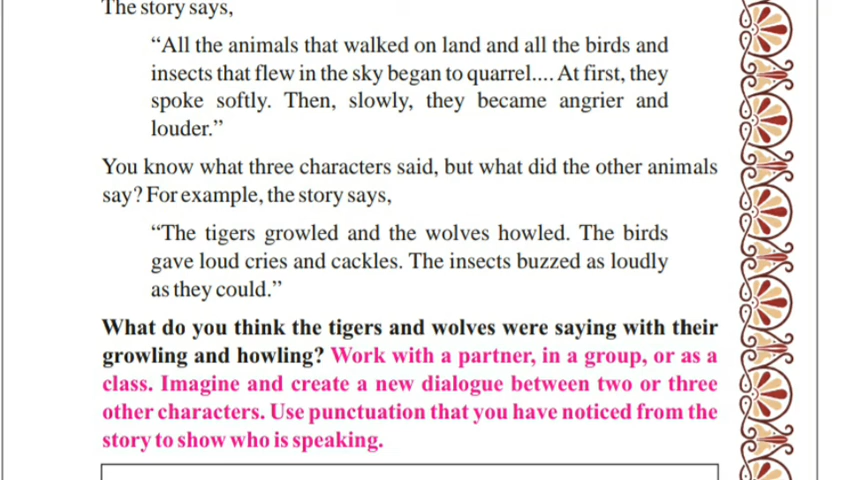 The story says,
“All the animals that walked on land and all the birds and
insects that flew in the sky began to quarrel.... At first, they
spoke softly. Then, slowly, they became angrier and
louder.”
You know what three characters said, but what did the other animals
say? For example, the story says,
“The tigers growled and the wolves howled. The birds
gave loud cries and cackles. The insects buzzed as loudly
as they could.”
What do you think the tigers and wolves were saying with their
growling and howling? Work with a partner, in a group, or as a
class. Imagine and create a new dialogue between two or three
other characters. Use punctuation that you have noticed from the
story to show who is speaking.